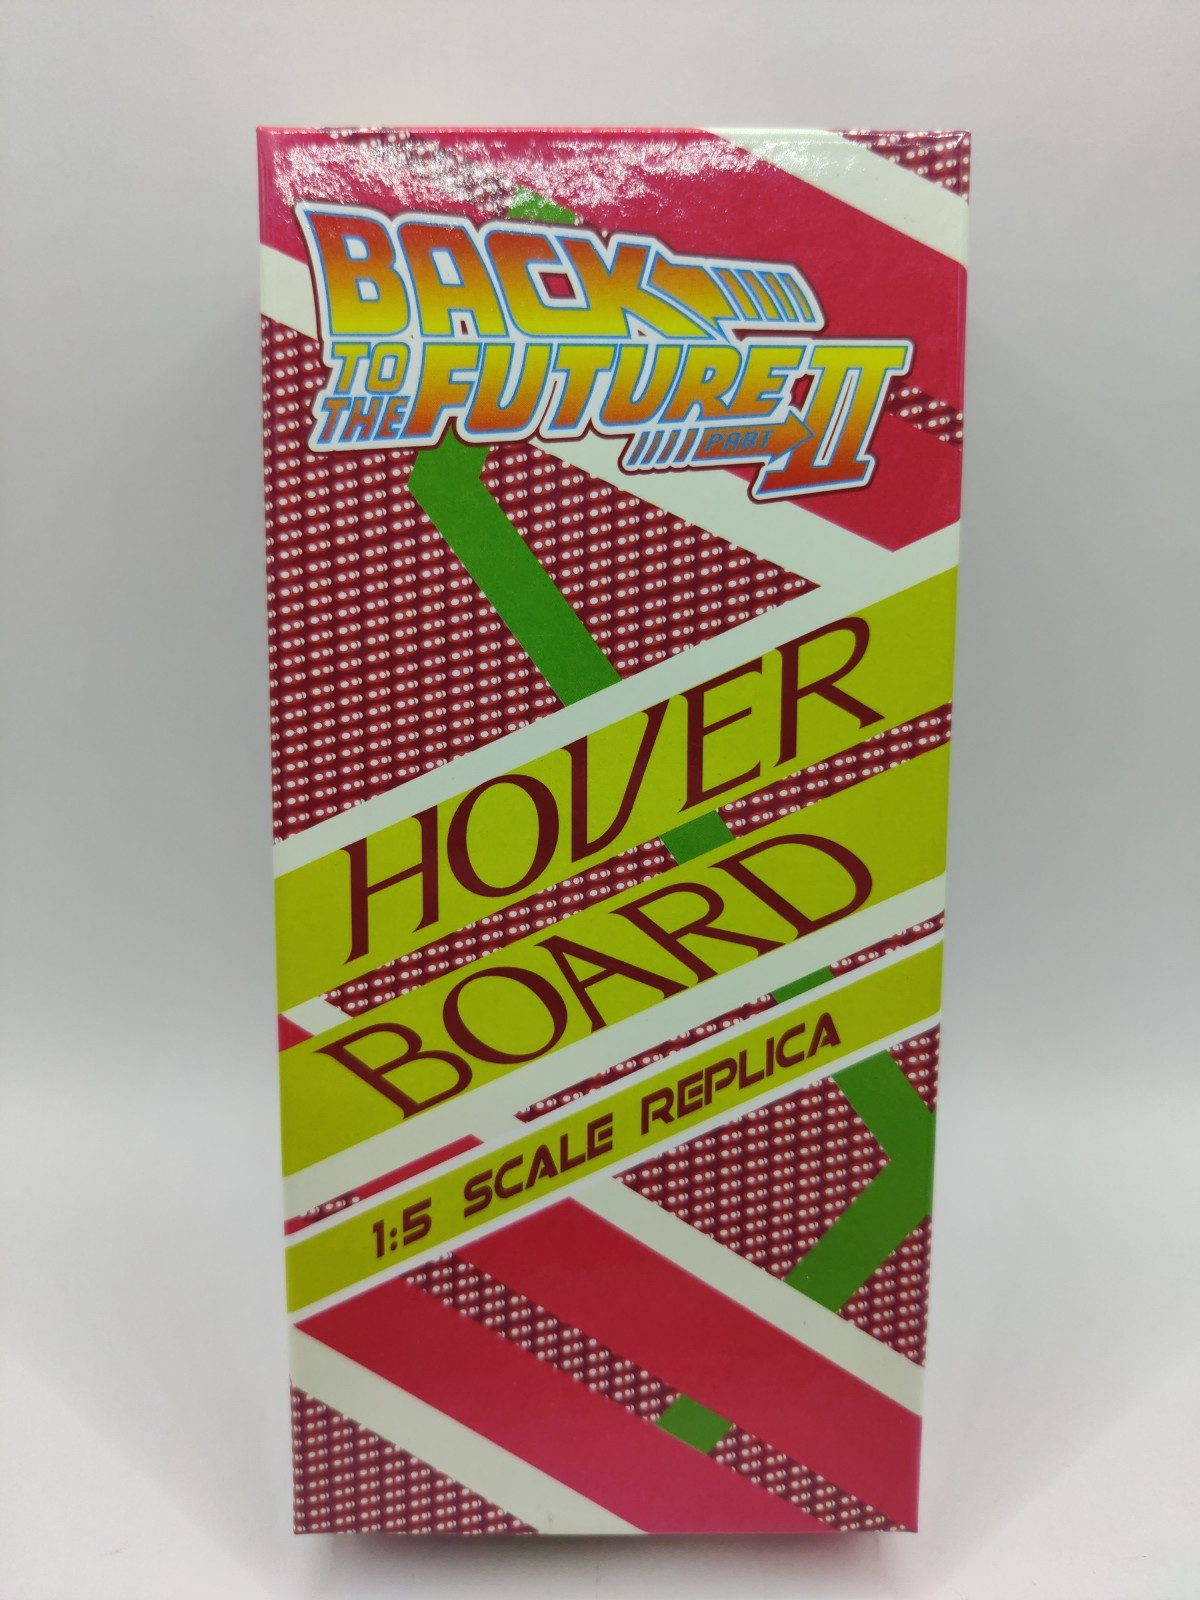 BACK
TO THE FUTURE
PART II
HOVER
BOARD
1:5 SCALE REPLICA